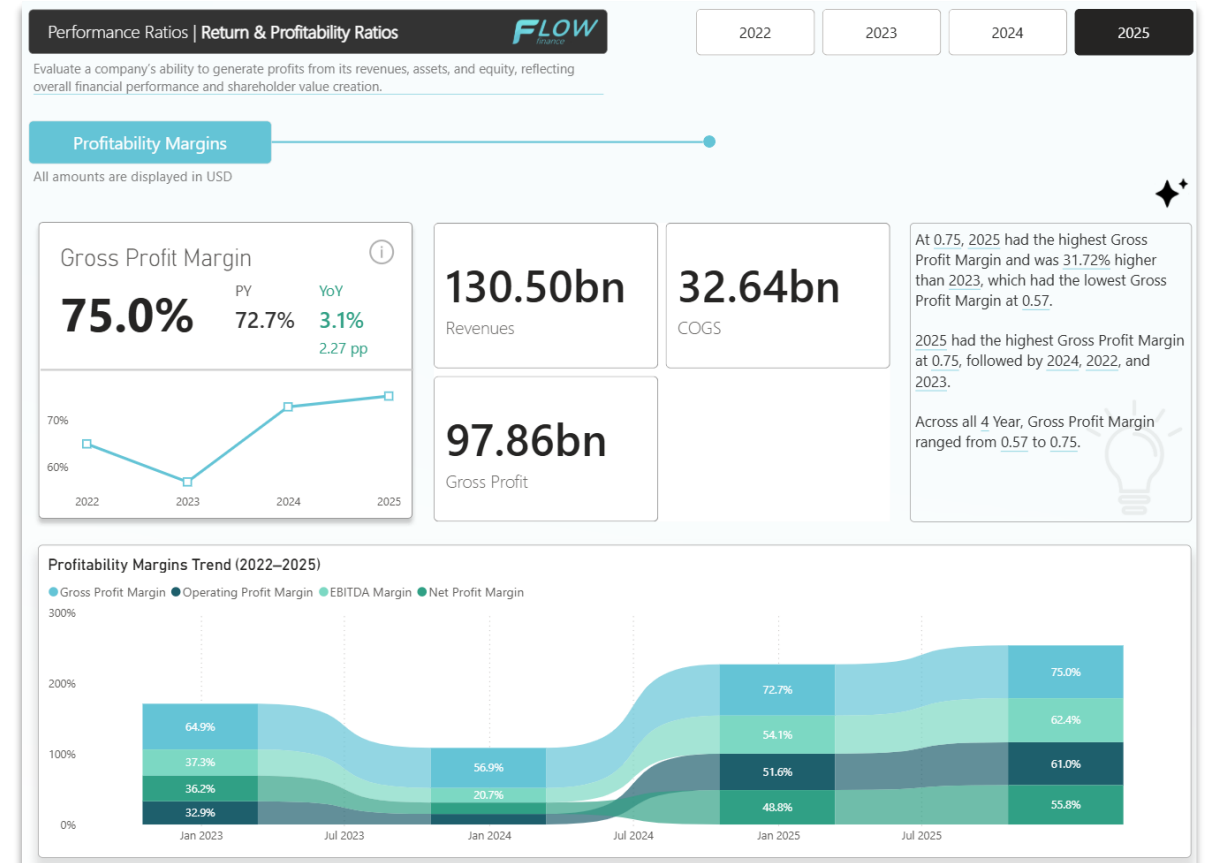 Performance Ratios | Return & Profitability Ratios
FLOW
finance
2022
2023
2024
2025
Evaluate a company's ability to generate profits from its revenues, assets, and equity, reflecting
overall financial performance and shareholder value creation.
Profitability Margins
All amounts are displayed in USD
Gross Profit Margin
i
75.0%
PY
72.7%
YoY
3.1%
2.27 pp
70%
60%
2022
2023
2024
2025
130.50bn
Revenues
32.64bn
COGS
97.86bn
Gross Profit
At 0.75, 2025 had the highest Gross
Profit Margin and was 31.72% higher
than 2023, which had the lowest Gross
Profit Margin at 0.57.
2025 had the highest Gross Profit Margin
at 0.75, followed by 2024, 2022, and
2023.
Across all 4 Year, Gross Profit Margin
ranged from 0.57 to 0.75.
Profitability Margins Trend (2022–2025)
Gross Profit Margin
Operating Profit Margin
EBITDA Margin
Net Profit Margin
300%
200%
100%
0%
64.9%
37.3%
36.2%
32.9%
56.9%
20.7%
72.7%
54.1%
51.6%
48.8%
75.0%
62.4%
61.0%
55.8%
Jan 2023
Jul 2023
Jan 2024
Jul 2024
Jan 2025
Jul 2025